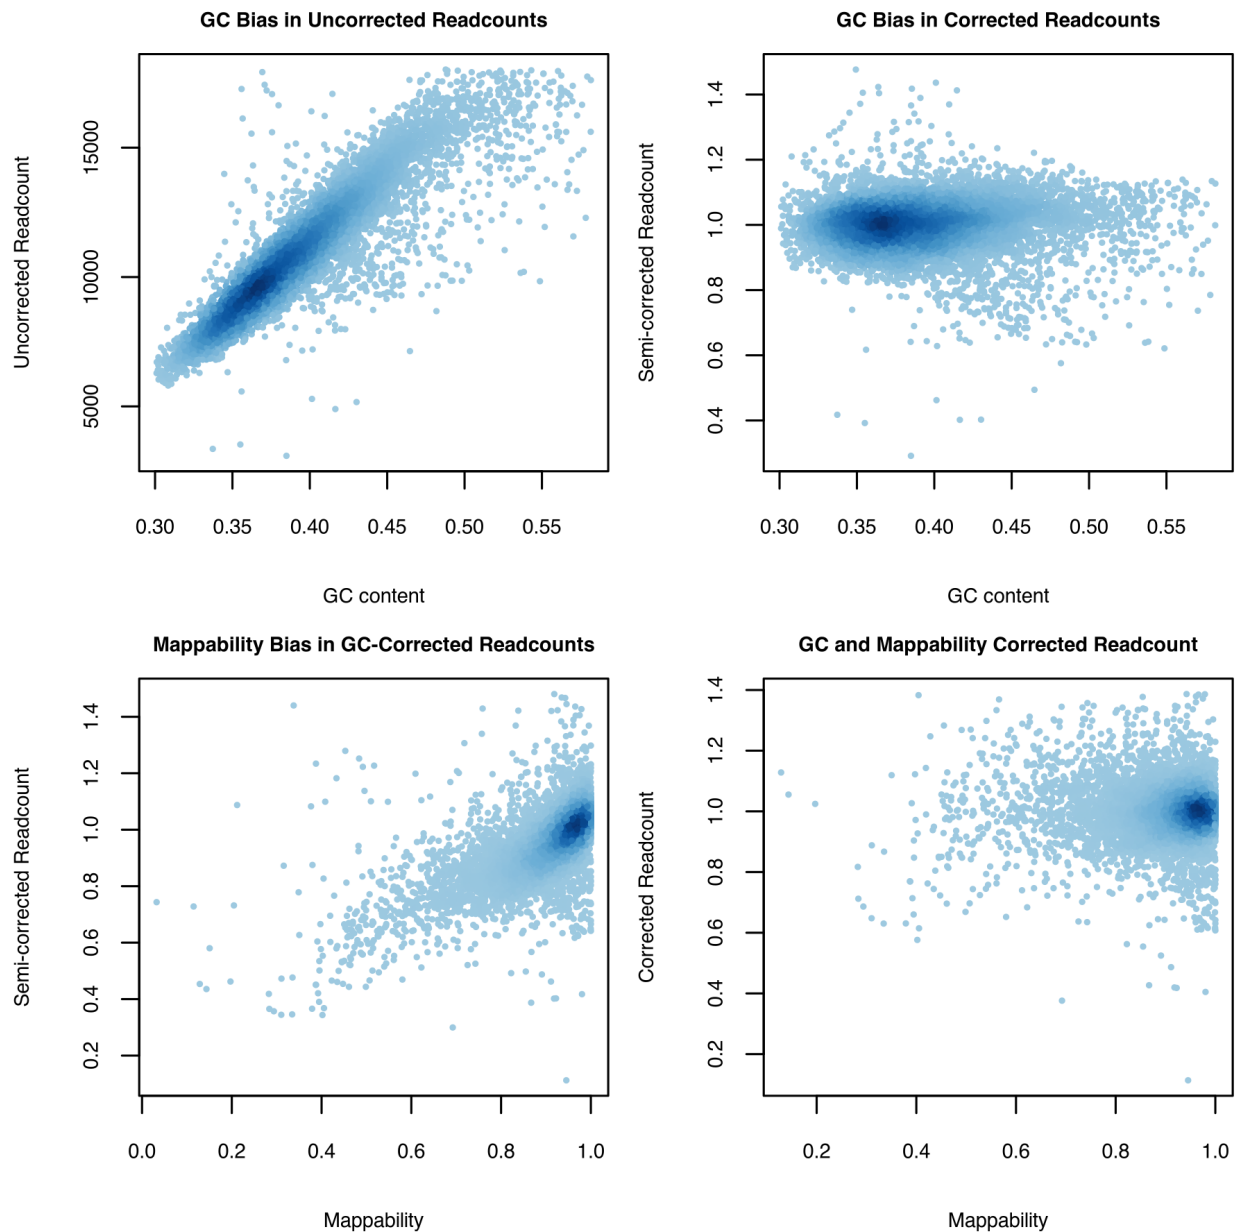 GC Bias in Uncorrected Readcounts
Uncorrected Readcount
15000
10000
5000
0.30 0.35 0.40 0.45 0.50 0.55
GC content
GC Bias in Corrected Readcounts
Semi-corrected Readcount
1.4
1.2
1.0
0.8
0.6
0.4
0.30 0.35 0.40 0.45 0.50 0.55
GC content
Mappability Bias in GC-Corrected Readcounts
Semi-corrected Readcount
1.4
1.2
1.0
0.8
0.6
0.4
0.2
0.0 0.2 0.4 0.6 0.8 1.0
Mappability
GC and Mappability Corrected Readcount
Corrected Readcount
1.4
1.2
1.0
0.8
0.6
0.4
0.2
0.2 0.4 0.6 0.8 1.0
Mappability